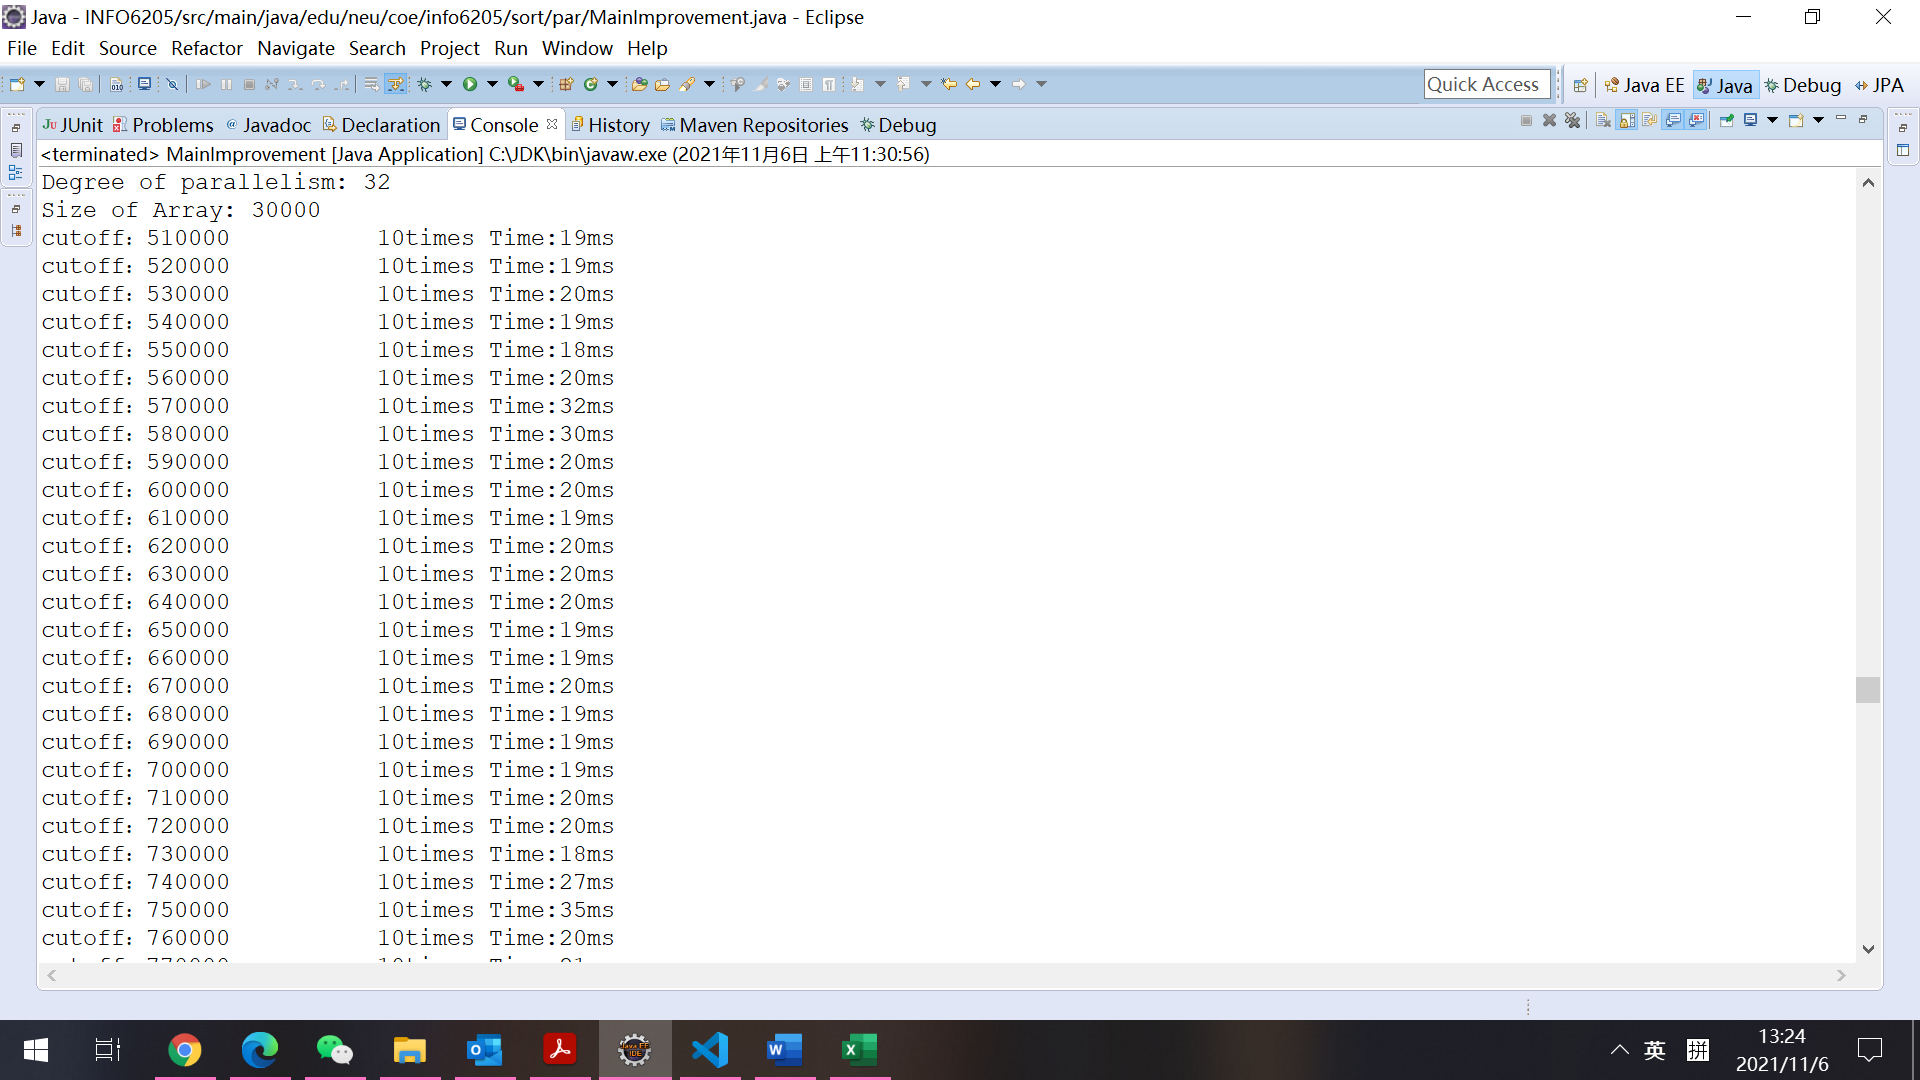 Java - INFO6205/src/main/java/edu/neu/coe/info6205/sort/par/MainImprovement.java - Eclipse
File Edit Source Refactor Navigate Search Project Run Window Help
Quick Access Java EE Java Debug JPA
JUnit Problems Javadoc Declaration Console History Maven Repositories Debug
<terminated> MainImprovement [Java Application] C:\JDK\bin\javaw.exe (2021年11月6日 上午11:30:56)
Degree of parallelism: 32
Size of Array: 30000
cutoff: 510000 10times Time:19ms
cutoff: 520000 10times Time:19ms
cutoff: 530000 10times Time:20ms
cutoff: 540000 10times Time:19ms
cutoff: 550000 10times Time:18ms
cutoff: 560000 10times Time:20ms
cutoff: 570000 10times Time:32ms
cutoff: 580000 10times Time:30ms
cutoff: 590000 10times Time:20ms
cutoff: 600000 10times Time:20ms
cutoff: 610000 10times Time:19ms
cutoff: 620000 10times Time:20ms
cutoff: 630000 10times Time:20ms
cutoff: 640000 10times Time:20ms
cutoff: 650000 10times Time:19ms
cutoff: 660000 10times Time:19ms
cutoff: 670000 10times Time:20ms
cutoff: 680000 10times Time:19ms
cutoff: 690000 10times Time:19ms
cutoff: 700000 10times Time:19ms
cutoff: 710000 10times Time:20ms
cutoff: 720000 10times Time:20ms
cutoff: 730000 10times Time:18ms
cutoff: 740000 10times Time:27ms
cutoff: 750000 10times Time:35ms
cutoff: 760000 10times Time:20ms
英 拼 13:24
2021/11/6